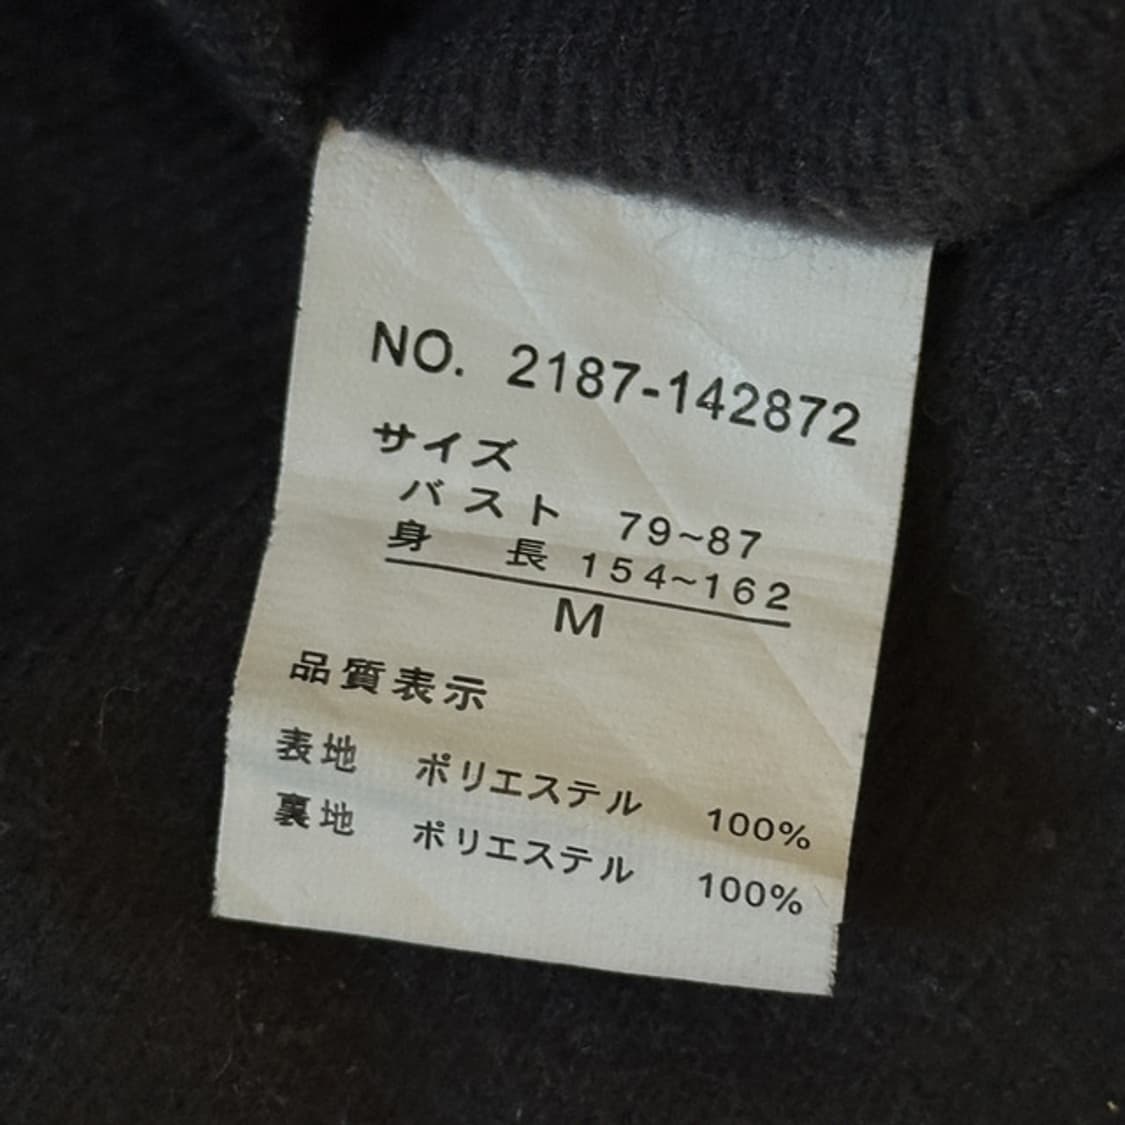 NO. 2187-142872
サイズ
バスト 79~87
身 長 154~162
M
品質表示
表地 ポリエステル 100%
裏地 ポリエステル 100%